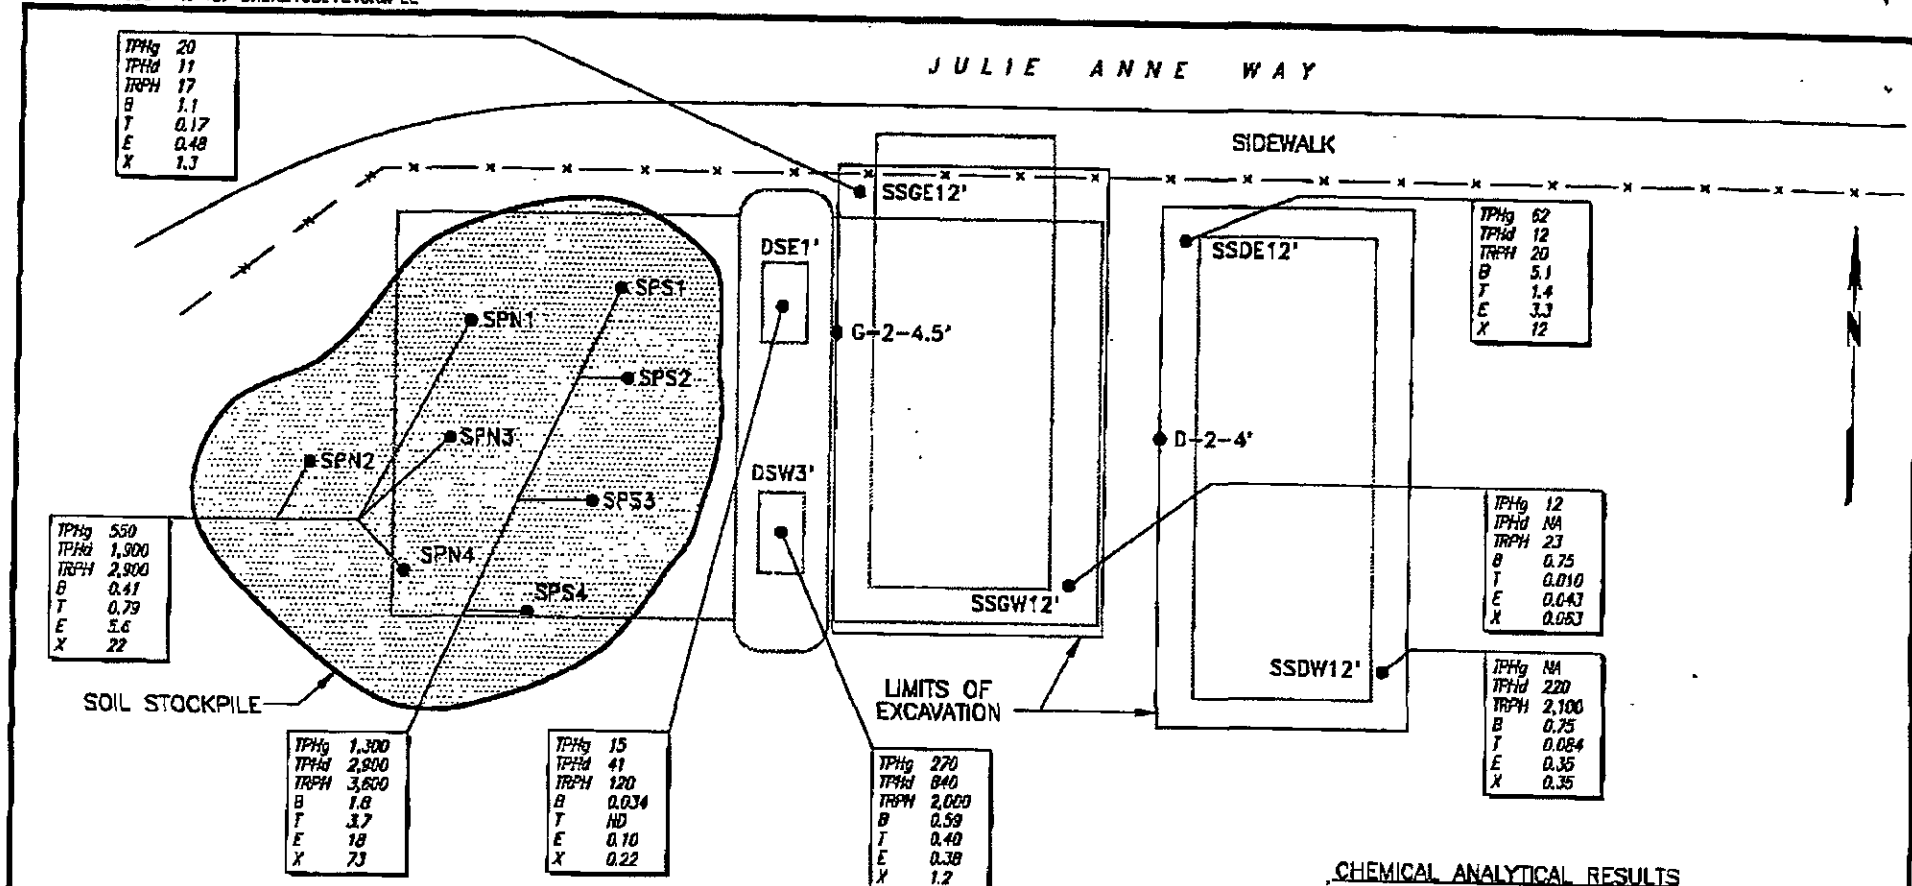 JULIE ANNE WAY
SIDEWALK
TPHg 20
TPHd 11
TRPH 17
B 1.1
T 0.17
E 0.48
X 1.3
SSGE12'
SSDE12'
TPHg 62
TPHd 12
TRPH 20
B 5.1
T 1.4
E 3.3
X 12
N
DSE1'
SPS1
SPN1
G-2-4.5'
SPS2
SPN3
SPN2
D-2-4'
DSW3'
SPS3
SPN4
SPS4
SSGW12'
SSDW12'
TPHg 550
TPHd 1,900
TRPH 2,900
B 0.41
T 0.79
E 5.6
X 22
TPHg 12
TPHd NA
TRPH 23
B 0.75
T 0.010
E 0.043
X 0.053
TPHg NA
TPHd 220
TRPH 2,100
B 0.75
T 0.084
E 0.35
X 0.35
SOIL STOCKPILE
LIMITS OF
EXCAVATION
TPHg 1,300
TPHd 2,900
TRPH 3,600
B 1.8
T 3.7
E 18
X 73
TPHg 15
TPHd 41
TRPH 120
B 0.034
T ND
E 0.10
X 0.22
TPHg 270
TPHd 840
TRPH 2,000
B 0.59
T 0.40
E 0.38
X 1.2
CHEMICAL ANALYTICAL RESULTS